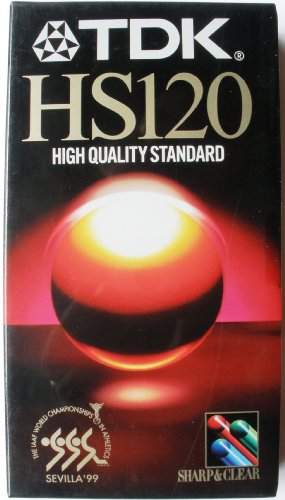 TDK®
HS120
HIGH QUALITY STANDARD
THE IAAF WORLD CHAMPIONSHIPS IN ATHLETICS
SEVILLA '99
SHARP & CLEAR